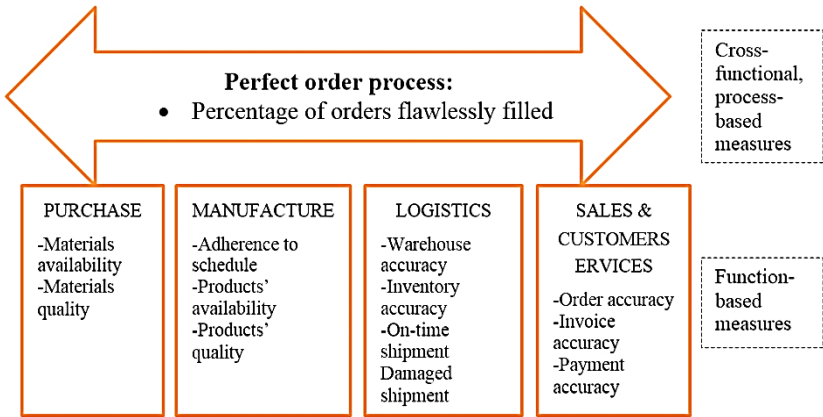 Perfect order process:
• Percentage of orders flawlessly filled
Cross-
functional,
process-
based
measures
PURCHASE
-Materials
availability
-Materials
quality
MANUFACTURE
-Adherence to
schedule
-Products’
availability
-Products’
quality
LOGISTICS
-Warehouse
accuracy
-Inventory
accuracy
-On-time
shipment
Damaged
shipment
SALES &
CUSTOMERS
ERVICES
-Order accuracy
-Invoice
accuracy
-Payment
accuracy
Function-
based
measures